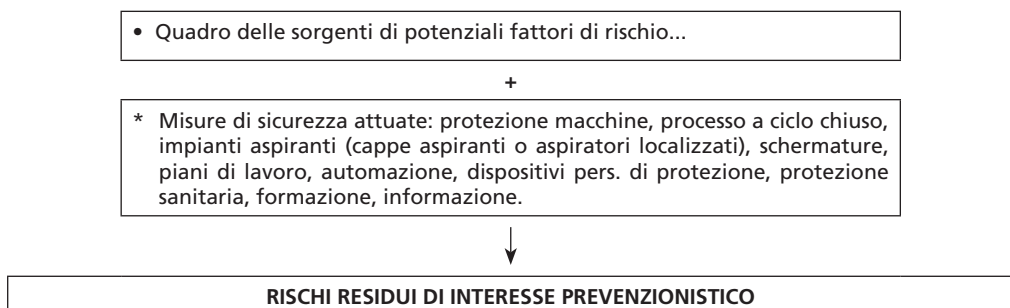 • Quadro delle sorgenti di potenziali fattori di rischio...
+
* Misure di sicurezza attuate: protezione macchine, processo a ciclo chiuso,
impianti aspiranti (cappe aspiranti o aspiratori localizzati), schermature,
piani di lavoro, automazione, dispositivi pers. di protezione, protezione
sanitaria, formazione, informazione.
RISCHI RESIDUI DI INTERESSE PREVENZIONISTICO